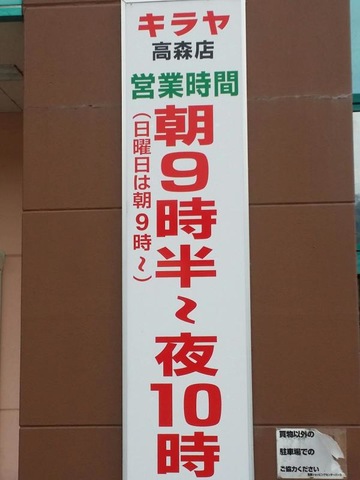 キラヤ
高森店
営業時間
朝9時半～夜10時
(日曜日は朝9時～)
買物以外の
駐車場での
ご協力ください